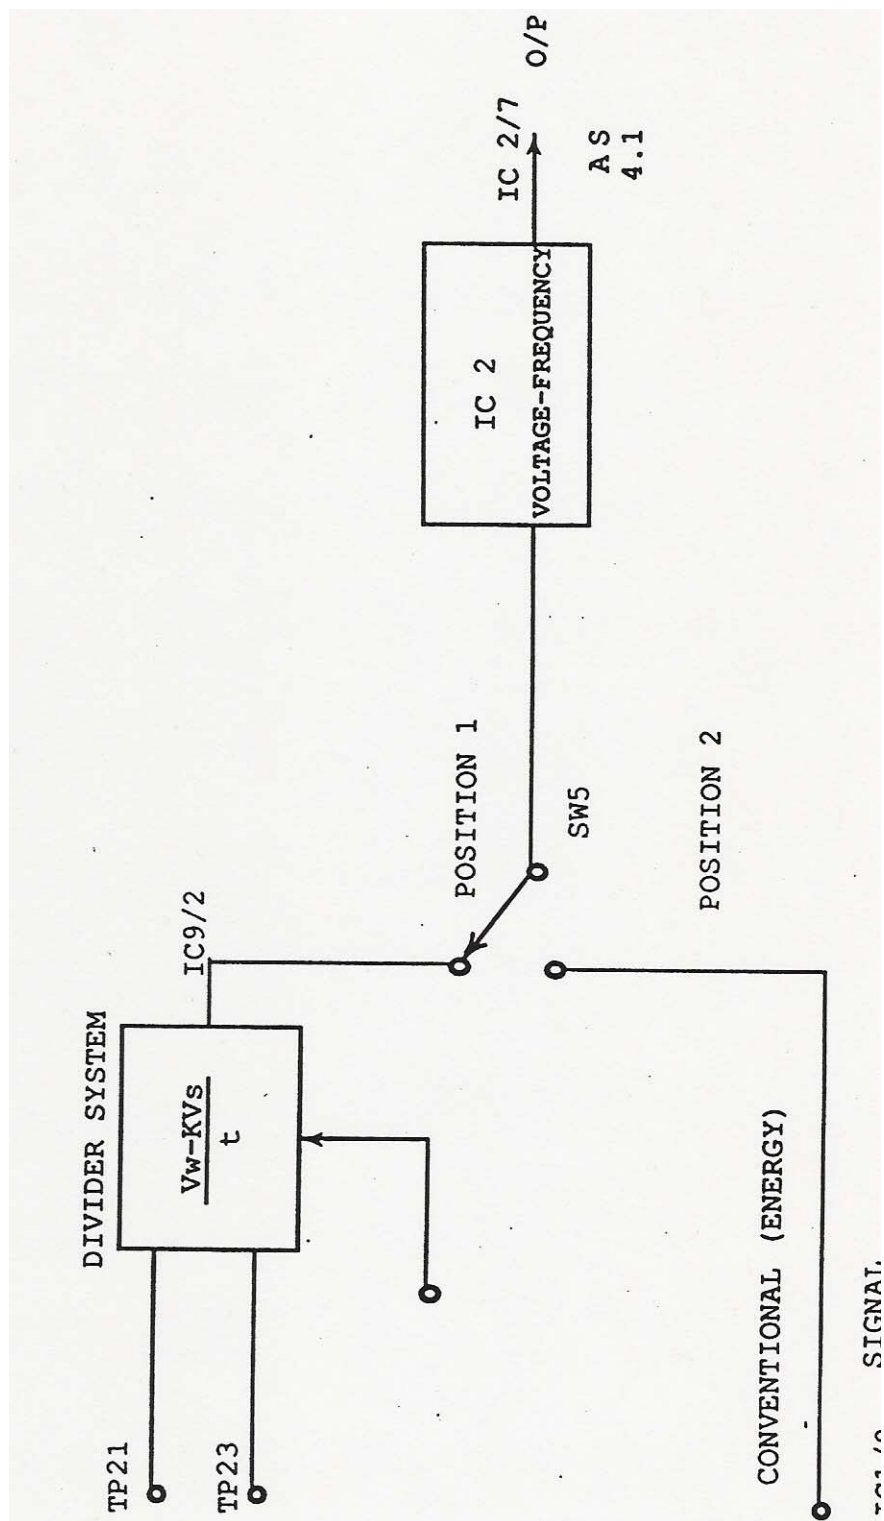 TP21
TP23
DIVIDER SYSTEM
Vw-KVs
t
IC9/2
POSITION 1
SW5
POSITION 2
IC 2
VOLTAGE-FREQUENCY
IC 2/7
O/P
AS
4.1
CONVENTIONAL (ENERGY)
SIGNAL